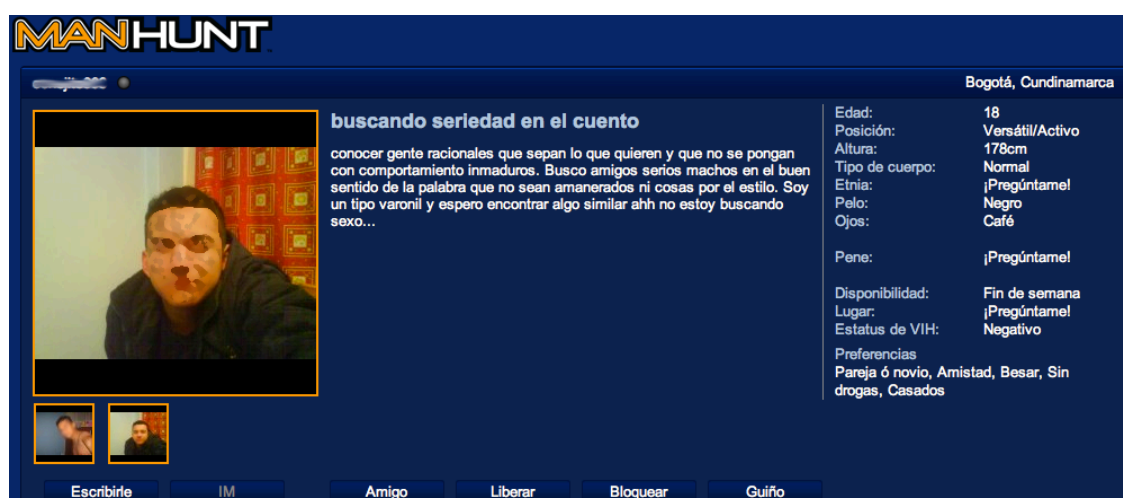 MANHUNT
Bogotá, Cundinamarca
buscando seriedad en el cuento
conocer gente racionales que sepan lo que quieren y que no se pongan
con comportamiento inmaduros. Busco amigos serios machos en el buen
sentido de la palabra que no sean amanerados ni cosas por el estilo. Soy
un tipo varonil y espero encontrar algo similar ahh no estoy buscando
sexo...
Edad: 18
Posición: Versátil/Activo
Altura: 178cm
Tipo de cuerpo: Normal
Etnia: ¡Pregúntame!
Pelo: Negro
Ojos: Café
Pene: ¡Pregúntame!
Disponibilidad: Fin de semana
Lugar: ¡Pregúntame!
Estatus de VIH: Negativo
Preferencias
Pareja ó novio, Amistad, Besar, Sin
drogas, Casados
Escribirle IM Amigo Liberar Bloquear Guiño